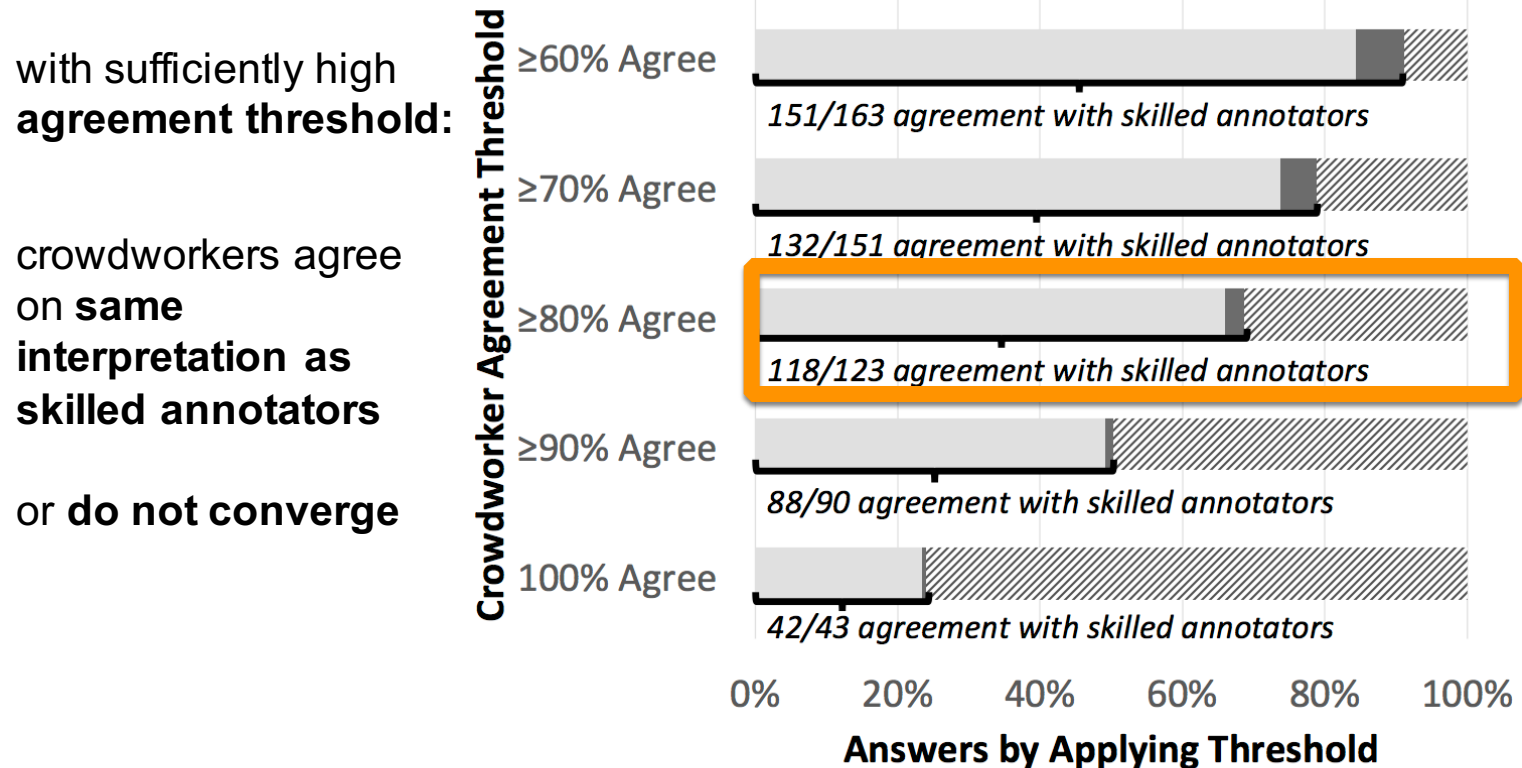 with sufficiently high
agreement threshold:
crowdworkers agree
on same
interpretation as
skilled annotators
or do not converge
Crowdworker Agreement Threshold
≥60% Agree
151/163 agreement with skilled annotators
≥70% Agree
132/151 agreement with skilled annotators
≥80% Agree
118/123 agreement with skilled annotators
≥90% Agree
88/90 agreement with skilled annotators
100% Agree
42/43 agreement with skilled annotators
0% 20% 40% 60% 80% 100%
Answers by Applying Threshold